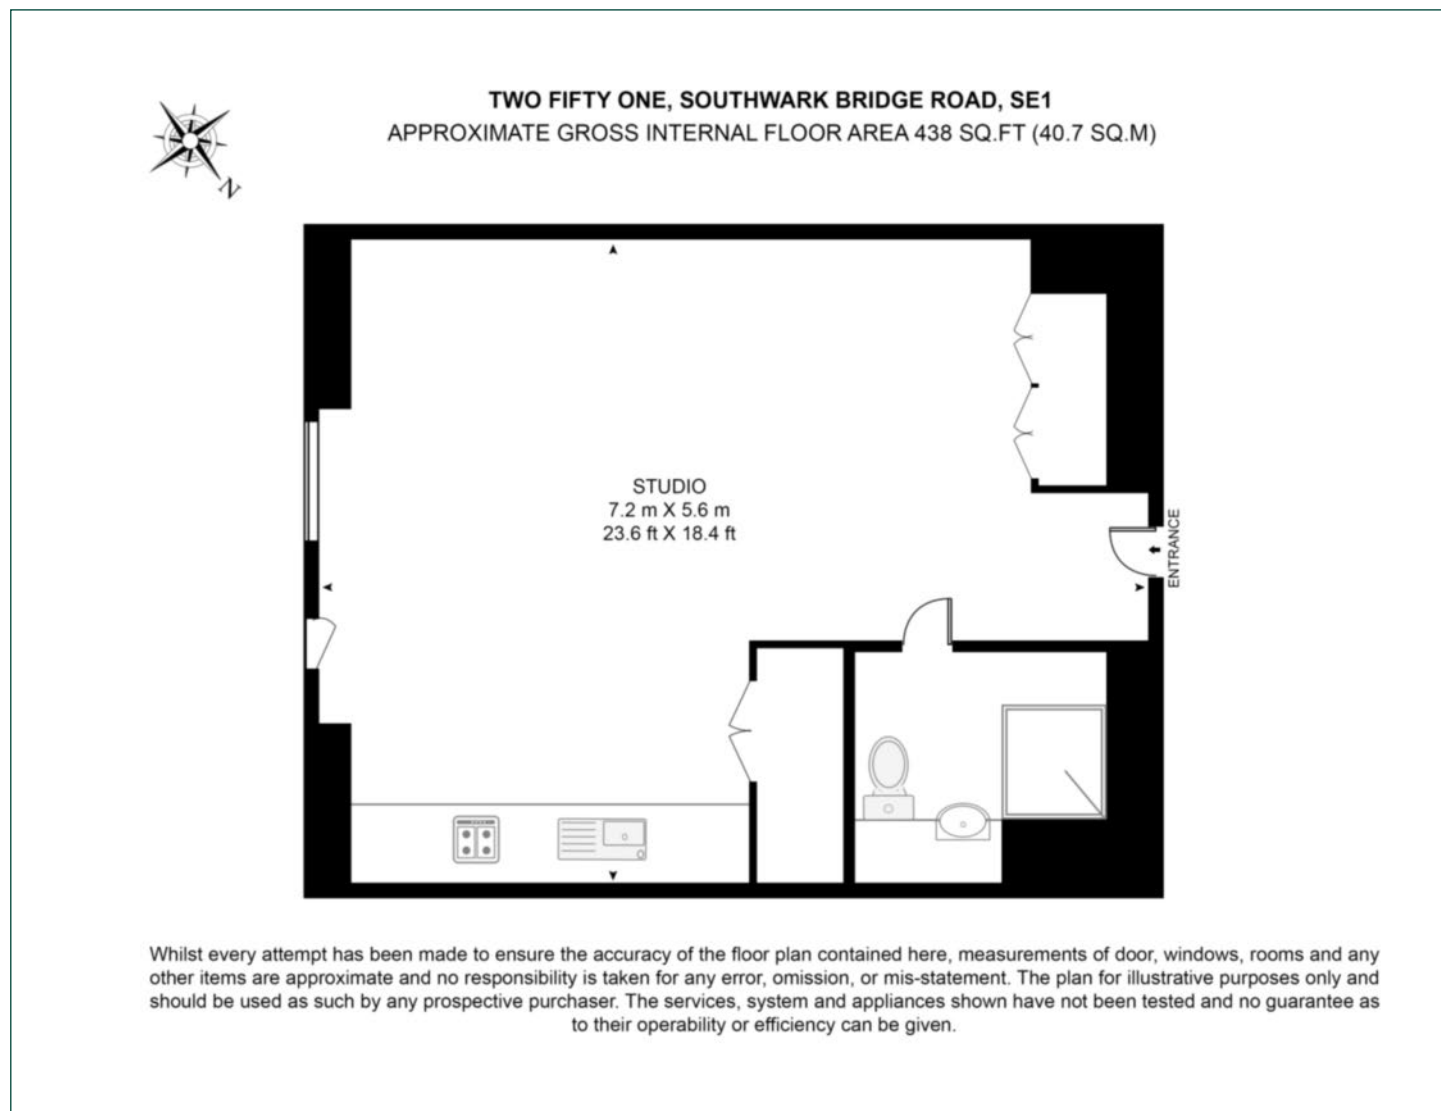 TWO FIFTY ONE, SOUTHWARK BRIDGE ROAD, SE1
APPROXIMATE GROSS INTERNAL FLOOR AREA 438 SQ.FT (40.7 SQ.M)
N
STUDIO
7.2 m X 5.6 m
23.6 ft X 18.4 ft
ENTRANCE
Whilst every attempt has been made to ensure the accuracy of the floor plan contained here, measurements of door, windows, rooms and any
other items are approximate and no responsibility is taken for any error, omission, or mis-statement. The plan for illustrative purposes only and
should be used as such by any prospective purchaser. The services, system and appliances shown have not been tested and no guarantee as
to their operability or efficiency can be given.